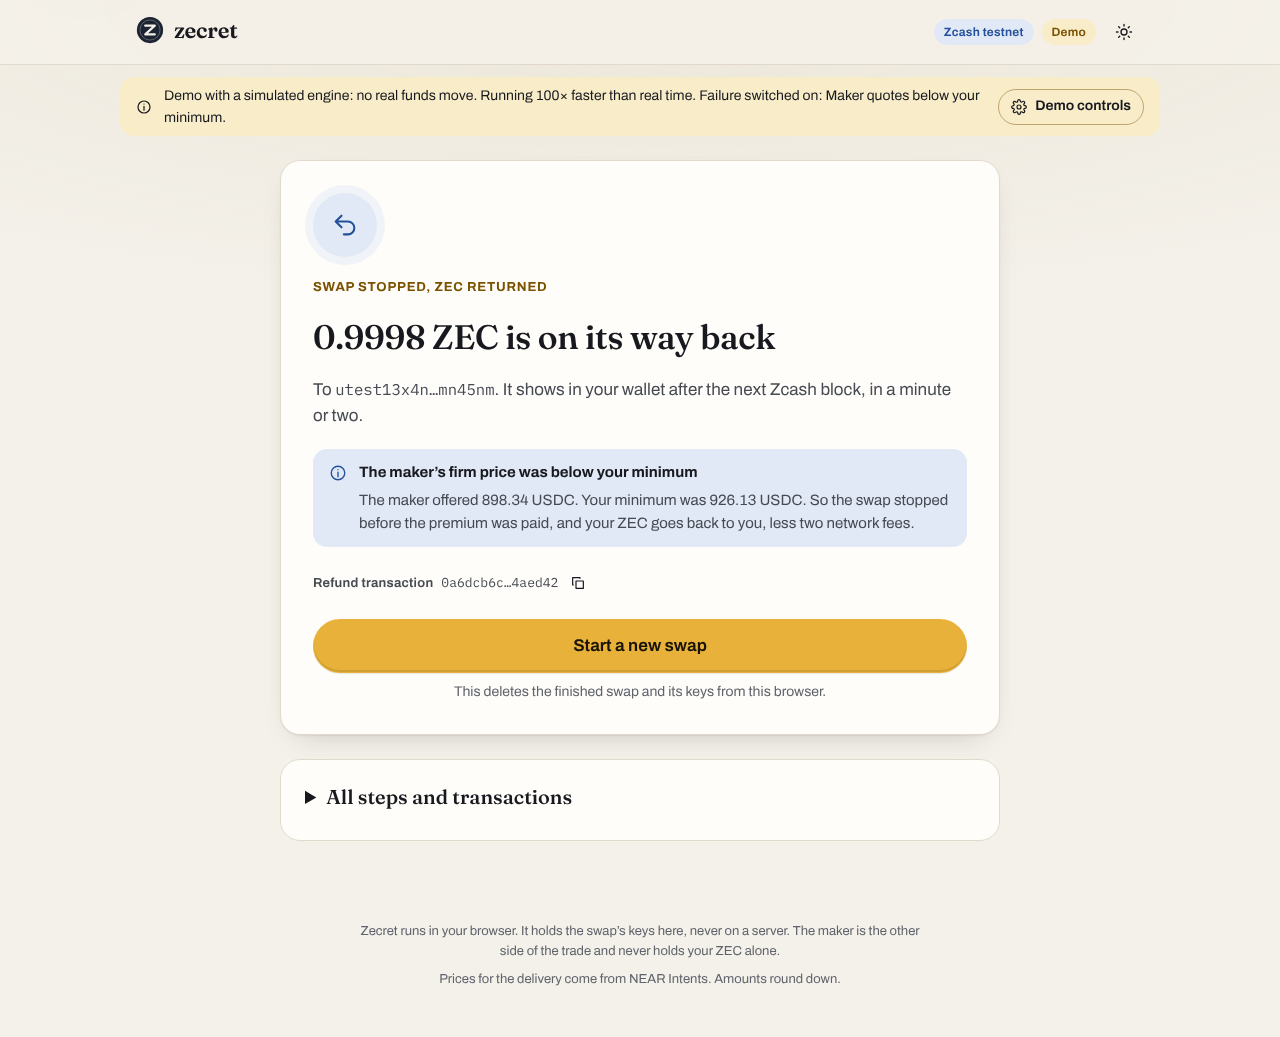 zecret
Zcash testnet
Demo
Demo with a simulated engine: no real funds move. Running 100× faster than real time. Failure switched on: Maker quotes below your
minimum.
Demo controls
SWAP STOPPED, ZEC RETURNED
0.9998 ZEC is on its way back
To utest13x4n…mn45nm. It shows in your wallet after the next Zcash block, in a minute
or two.
The maker’s firm price was below your minimum
The maker offered 898.34 USDC. Your minimum was 926.13 USDC. So the swap stopped
before the premium was paid, and your ZEC goes back to you, less two network fees.
Refund transaction 0a6dcb6c…4aed42
Start a new swap
This deletes the finished swap and its keys from this browser.
All steps and transactions
Zecret runs in your browser. It holds the swap’s keys here, never on a server. The maker is the other
side of the trade and never holds your ZEC alone.
Prices for the delivery come from NEAR Intents. Amounts round down.